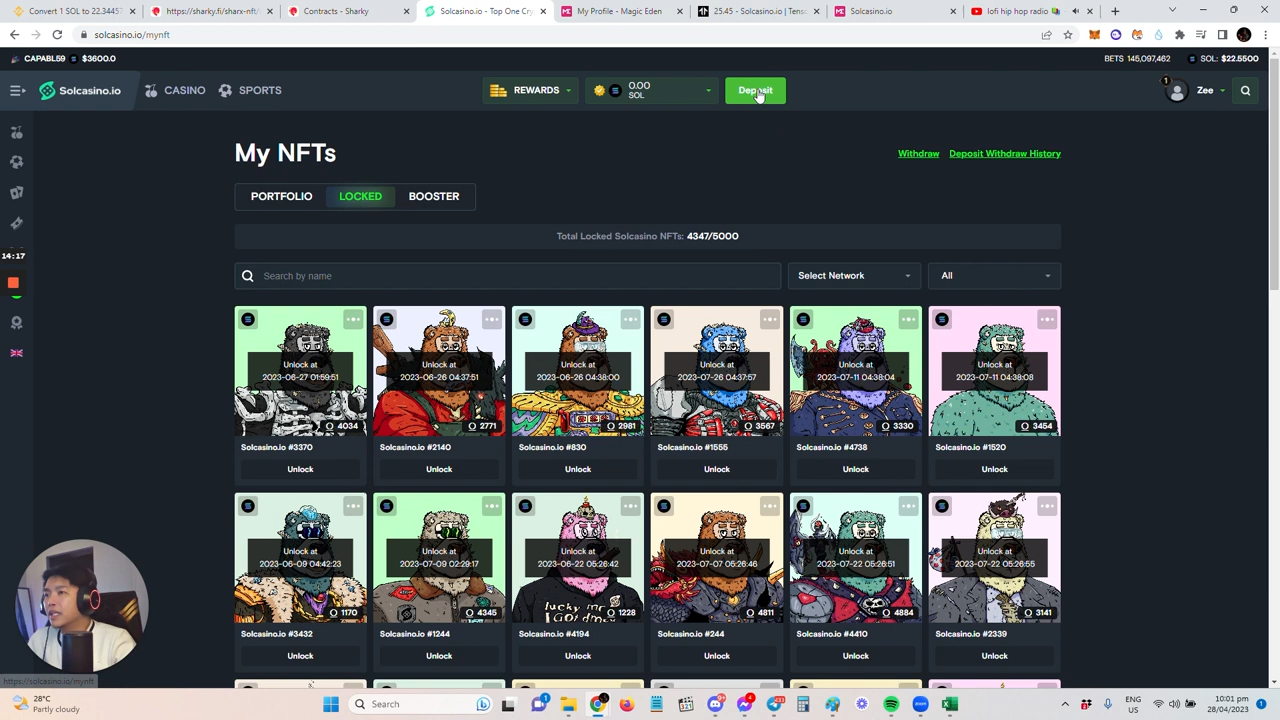 Convert 1 SOL to 22.34457
https://sharky.fi/sharx-nft/
Contracts - Sharky
Solcasino.io - Top One Cry
My Profile - Magic Eden
25.45 - Solcasino.io | Tens
Solcasino.io
lofi hip hop radio
solcasino.io/mynft
CAPABL59 $3600.0
BETS 145,097,462 SOL: $22.5500
Solcasino.io CASINO SPORTS
REWARDS 0.00 SOL Deposit
1 Zee
My NFTs
Withdraw Deposit Withdraw History
PORTFOLIO LOCKED BOOSTER
Total Locked Solcasino NFTs: 4347/5000
14:17
Search by name Select Network All
Unlock at Unlock at Unlock at Unlock at Unlock at Unlock at
2023-06-27 01:59:51 2023-06-26 04:37:51 2023-06-26 04:38:00 2023-07-26 04:37:57 2023-07-11 04:38:04 2023-07-11 04:38:08
4034 2771 2981 3567 3330 3454
Solcasino.io #3370 Solcasino.io #2140 Solcasino.io #830 Solcasino.io #1555 Solcasino.io #4738 Solcasino.io #1520
Unlock Unlock Unlock Unlock Unlock Unlock
Unlock at Unlock at Unlock at Unlock at Unlock at Unlock at
2023-06-09 04:42:23 2023-07-09 02:29:17 2023-06-22 05:26:42 2023-07-07 05:26:46 2023-07-22 05:26:51 2023-07-22 05:26:55
1170 4345 1228 4811 4884 3141
Solcasino.io #3432 Solcasino.io #1244 Solcasino.io #4194 Solcasino.io #244 Solcasino.io #4410 Solcasino.io #2339
Unlock Unlock Unlock Unlock Unlock Unlock
https://solcasino.io/mynft
28°C
Partly cloudy
Search
ENG
US
10:01 pm
28/04/2023